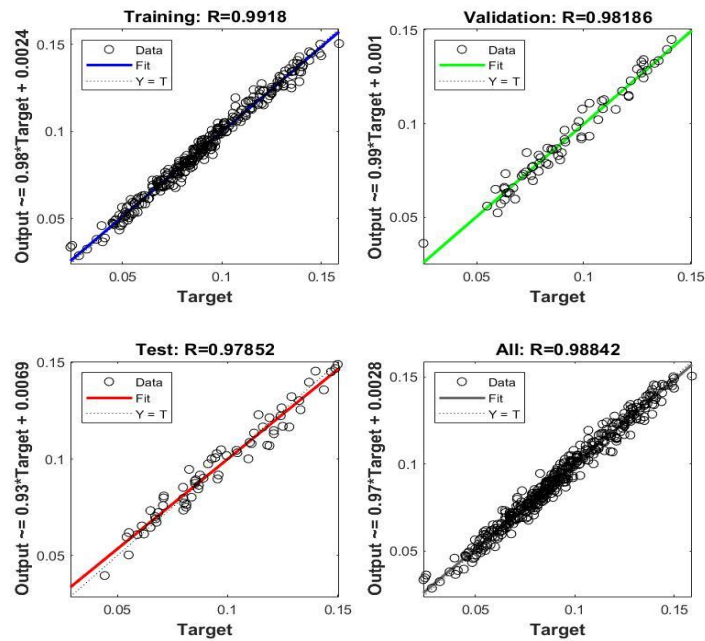 Training: R=0.9918
Output ~= 0.98*Target + 0.0024
0.15
0.1
0.05
Data
Fit
Y = T
0.05
0.1
0.15
Target
Validation: R=0.98186
Output ~= 0.99*Target + 0.001
0.15
0.1
0.05
Data
Fit
Y = T
0.05
0.1
0.15
Target
Test: R=0.97852
Output ~= 0.93*Target + 0.0069
0.15
0.1
0.05
Data
Fit
Y = T
0.05
0.1
0.15
Target
All: R=0.98842
Output ~= 0.97*Target + 0.0028
0.15
0.1
0.05
Data
Fit
Y = T
0.05
0.1
0.15
Target